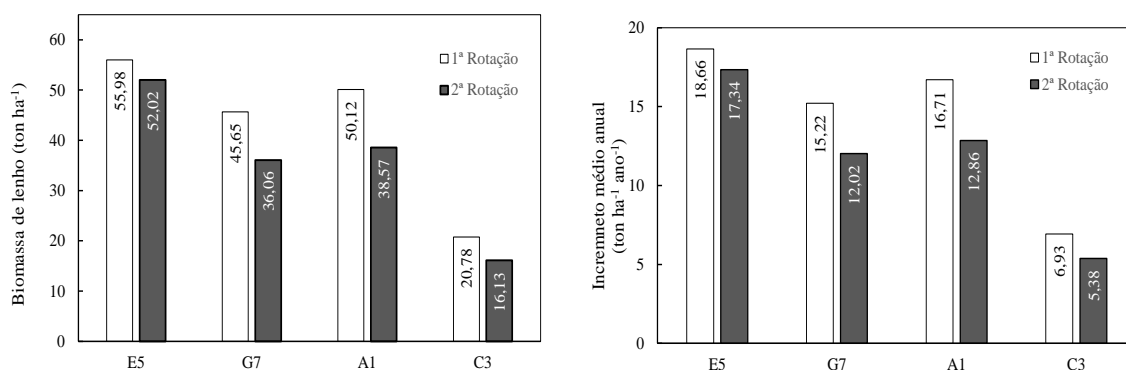 Biomassa de lenho (ton ha⁻¹)
60
50
40
30
20
10
0
1ª Rotação
2ª Rotação
55,98
52,02
45,65
36,06
50,12
38,57
20,78
16,13
E5
G7
A1
C3
Incremneto médio anual
(ton ha⁻¹ ano⁻¹)
20
15
10
5
0
1ª Rotação
2ª Rotação
18,66
17,34
15,22
12,02
16,71
12,86
6,93
5,38
E5
G7
A1
C3